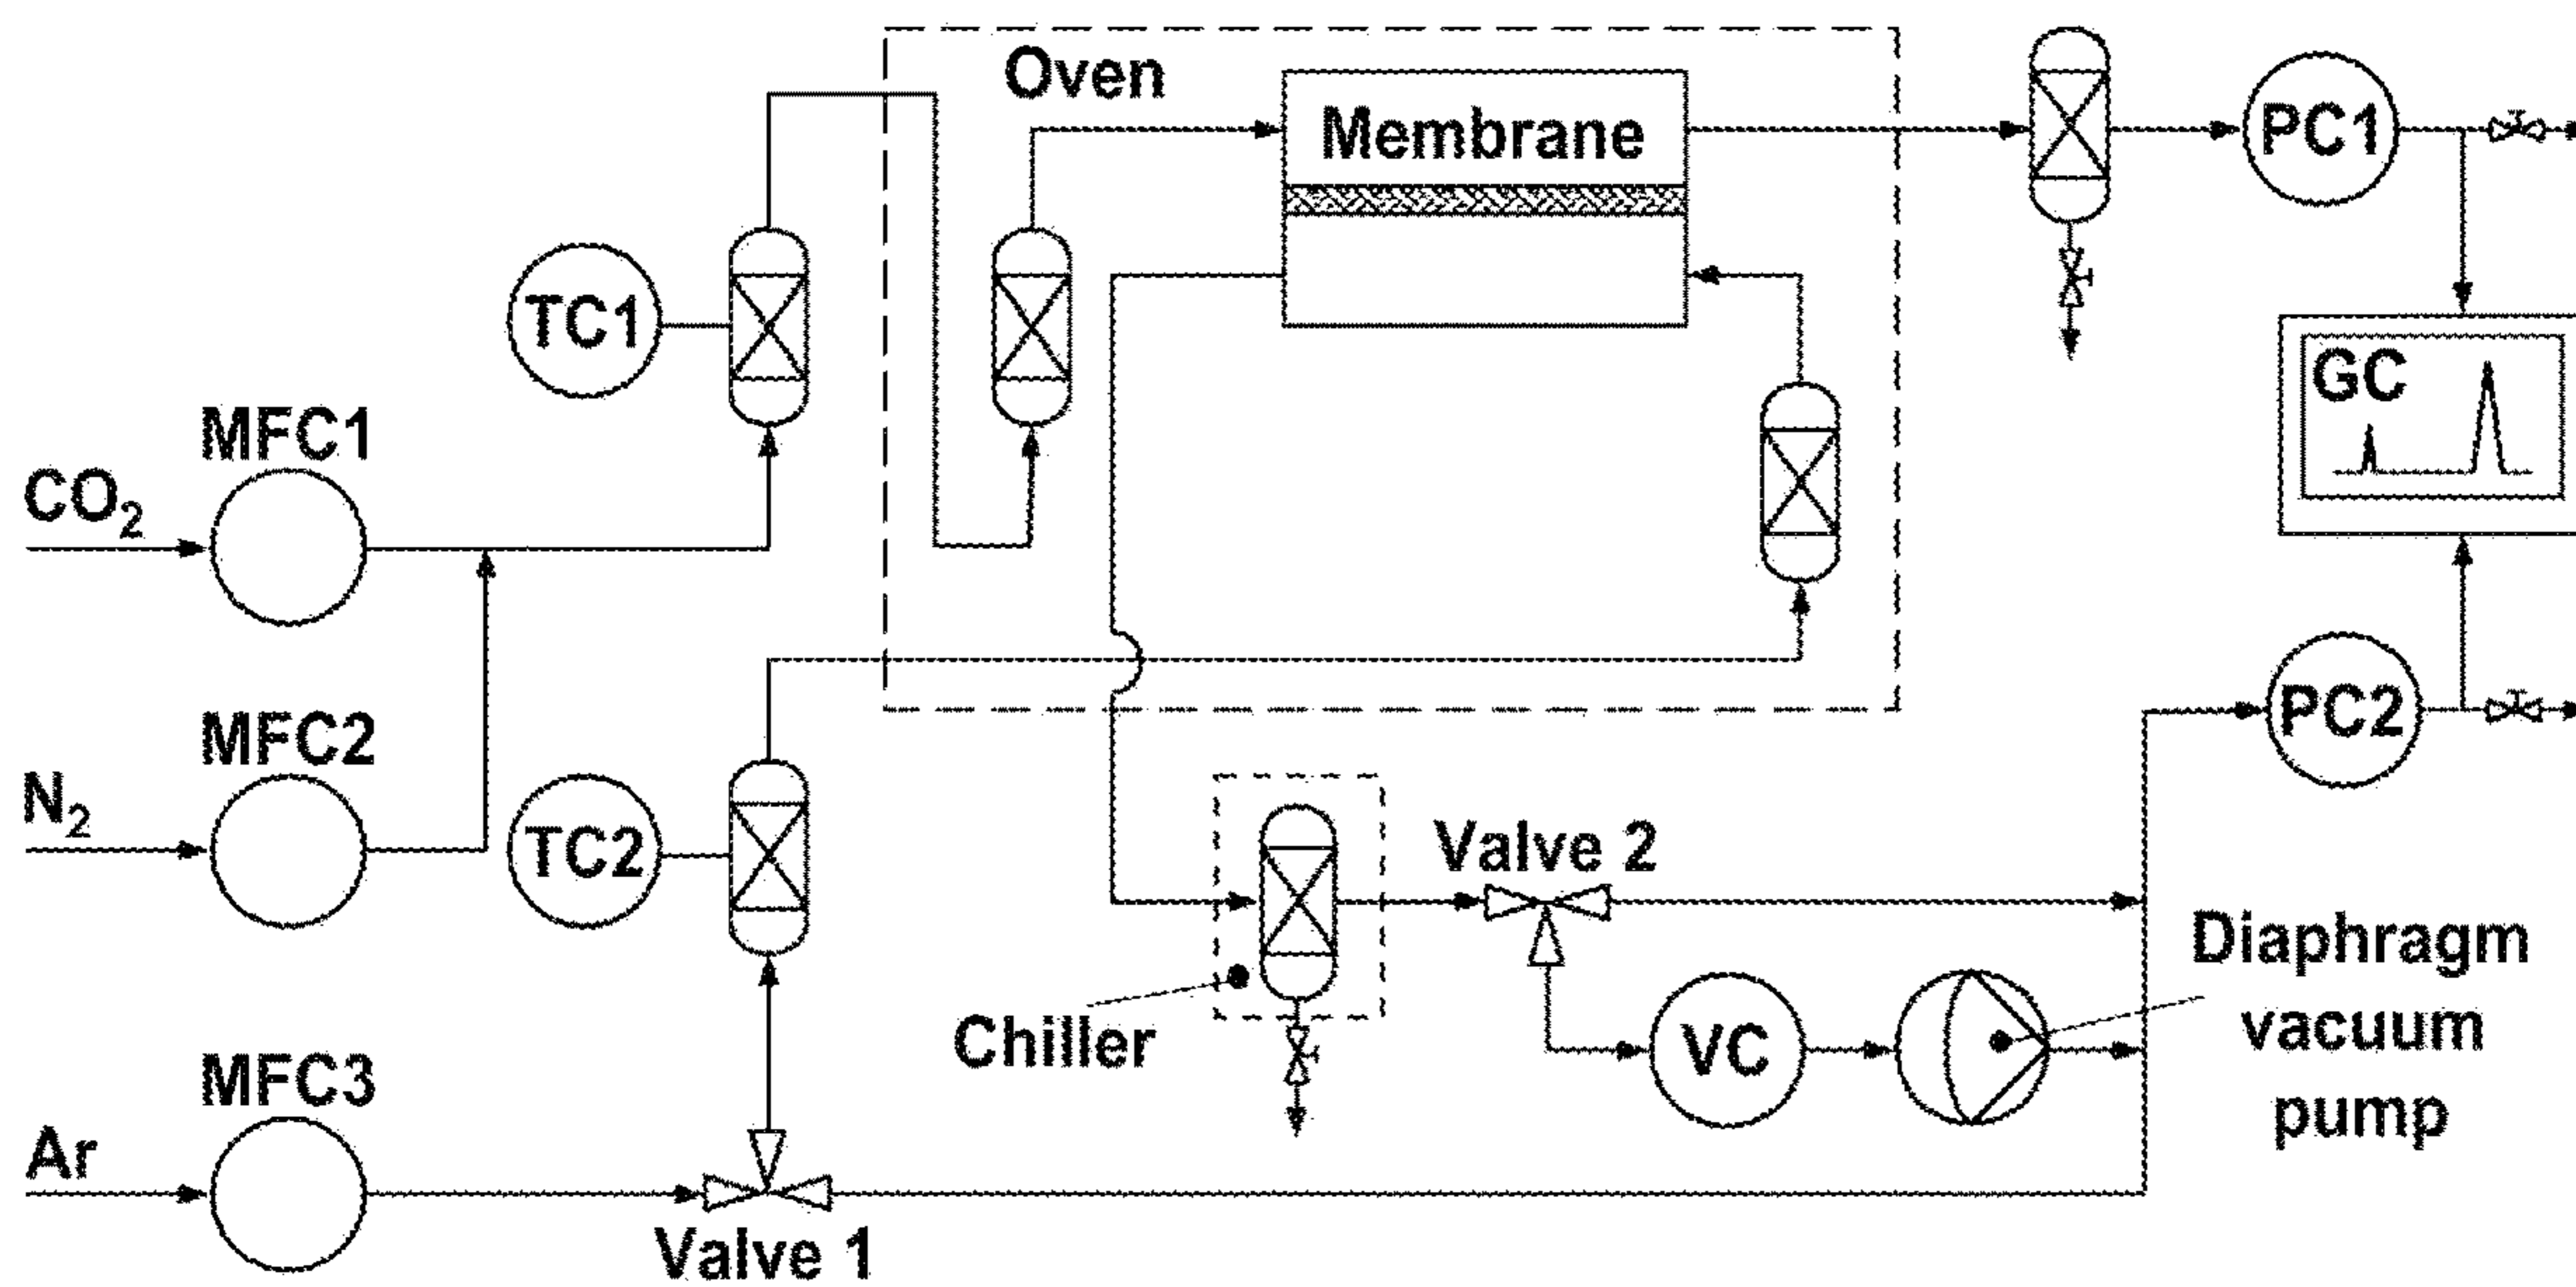 Oven
Membrane
PC1
TC1
GC
MFC1
CO₂
MFC2
N₂
TC2
PC2
Valve 2
Diaphragm
vacuum
pump
Chiller
VC
MFC3
Ar
Valve 1